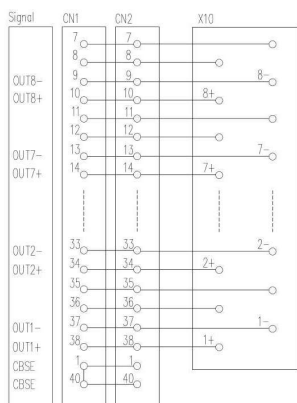 Signal CN1 CN2 X10
7 7
8 8
OUT8- 9 9 8-
OUT8+ 10 10 8+
11 11
12 12
OUT7- 13 13 7-
OUT7+ 14 14 7+
OUT2- 33 33 2-
OUT2+ 34 34 2+
35 35
36 36
OUT1- 37 37 1-
OUT1+ 38 38 1+
CBSE 1 1
CBSE 40 40